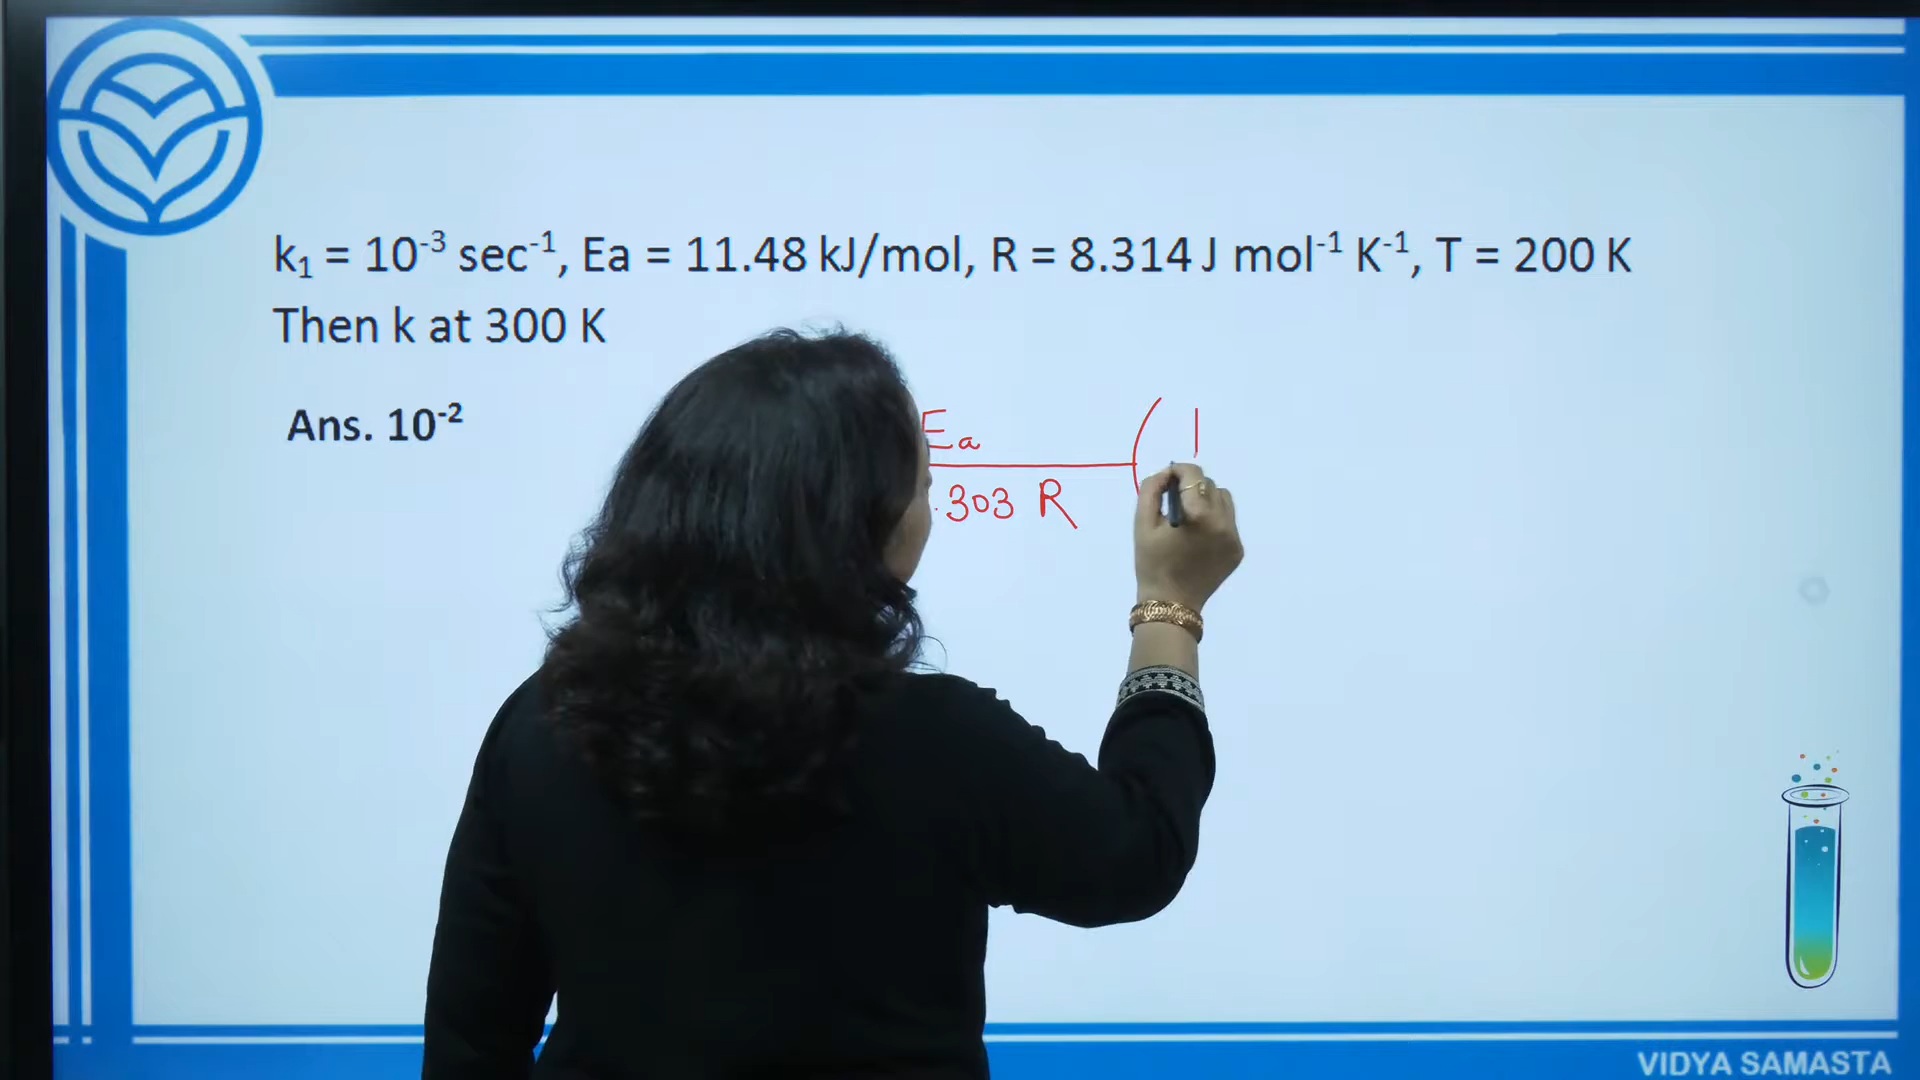 k₁ = 10⁻³ sec⁻¹, Ea = 11.48 kJ/mol, R = 8.314 J mol⁻¹ K⁻¹, T = 200 K
Then k at 300 K
Ans. 10⁻²
Ea
( 1
.303 R
VIDYA SAMASTA